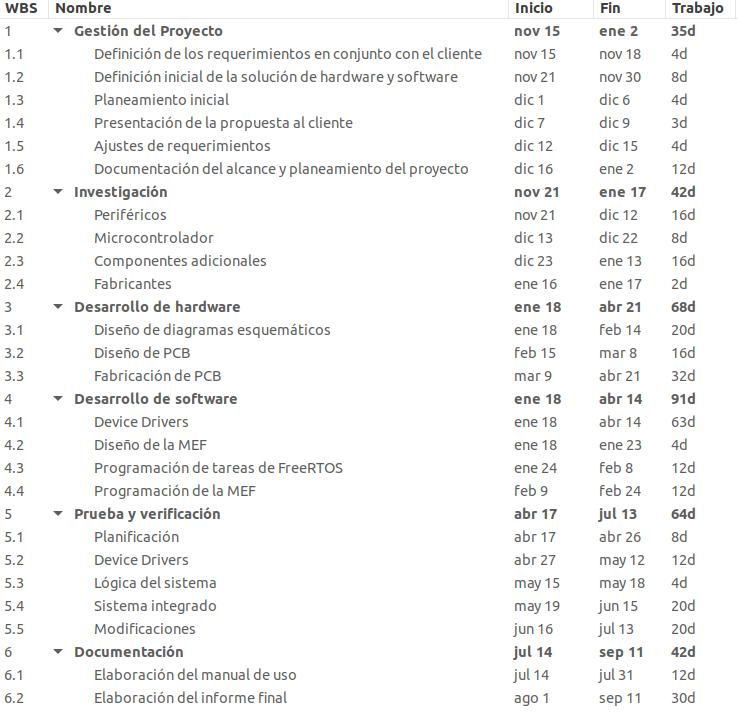 WBS Nombre Inicio Fin Trabajo
1 Gestión del Proyecto nov 15 ene 2 35d
1.1 Definición de los requerimientos en conjunto con el cliente nov 15 nov 18 4d
1.2 Definición inicial de la solución de hardware y software nov 21 nov 30 8d
1.3 Planeamiento inicial dic 1 dic 6 4d
1.4 Presentación de la propuesta al cliente dic 7 dic 9 3d
1.5 Ajustes de requerimientos dic 12 dic 15 4d
1.6 Documentación del alcance y planeamiento del proyecto dic 16 ene 2 12d
2 Investigación nov 21 ene 17 42d
2.1 Periféricos nov 21 dic 12 16d
2.2 Microcontrolador dic 13 dic 22 8d
2.3 Componentes adicionales dic 23 ene 13 16d
2.4 Fabricantes ene 16 ene 17 2d
3 Desarrollo de hardware ene 18 abr 21 68d
3.1 Diseño de diagramas esquemáticos ene 18 feb 14 20d
3.2 Diseño de PCB feb 15 mar 8 16d
3.3 Fabricación de PCB mar 9 abr 21 32d
4 Desarrollo de software ene 18 abr 14 91d
4.1 Device Drivers ene 18 abr 14 63d
4.2 Diseño de la MEF ene 18 ene 23 4d
4.3 Programación de tareas de FreeRTOS ene 24 feb 8 12d
4.4 Programación de la MEF feb 9 feb 24 12d
5 Prueba y verificación abr 17 jul 13 64d
5.1 Planificación abr 17 abr 26 8d
5.2 Device Drivers abr 27 may 12 12d
5.3 Lógica del sistema may 15 may 18 4d
5.4 Sistema integrado may 19 jun 15 20d
5.5 Modificaciones jun 16 jul 13 20d
6 Documentación jul 14 sep 11 42d
6.1 Elaboración del manual de uso jul 14 jul 31 12d
6.2 Elaboración del informe final ago 1 sep 11 30d